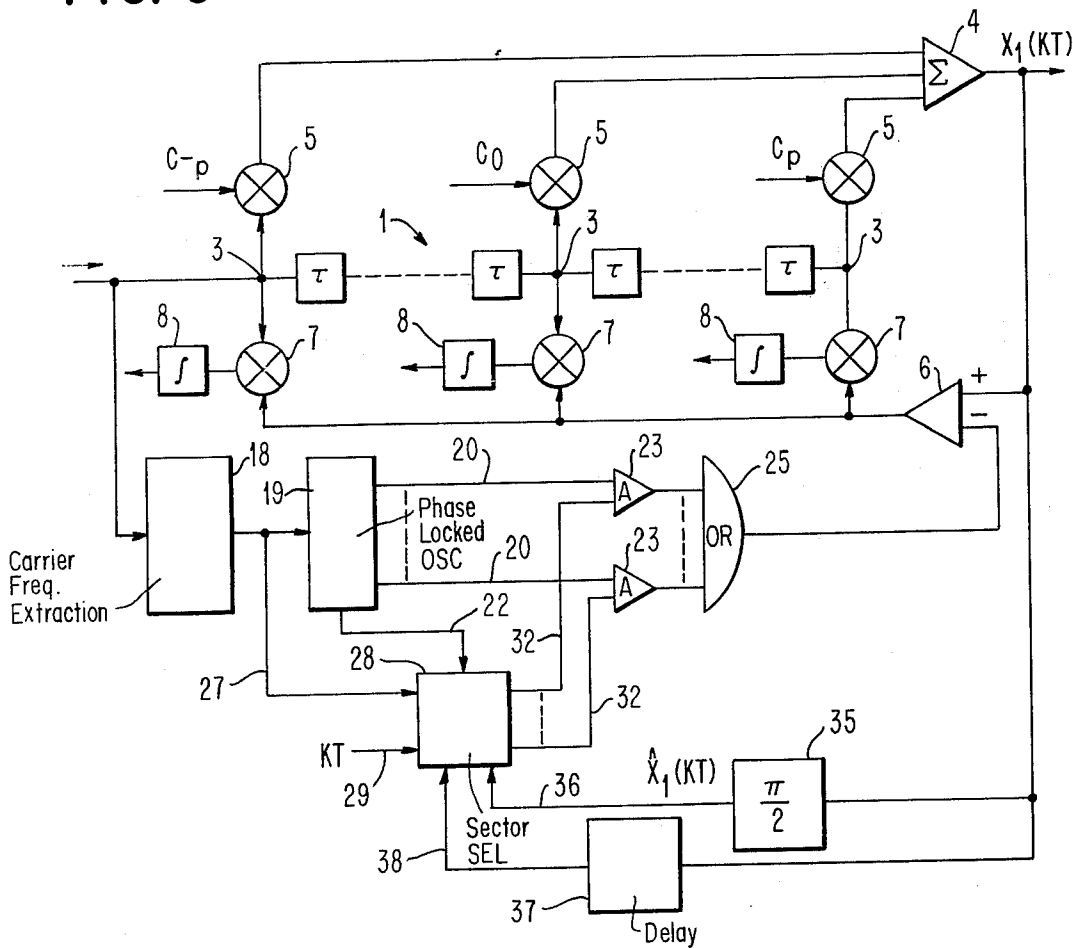 4
X₁(KT)
Σ
5
C-p
5
C₀
5
Cp
1
3
3
3
τ
τ
τ
τ
8
∫
7
8
∫
7
8
∫
7
6
+
−
18
19
20
23
25
A
Phase
Locked
OSC
OR
20
23
A
Carrier
Freq.
Extraction
22
32
28
27
32
35
KT
29
X̂₁(KT)
π
2
36
Sector
SEL
38
37
Delay